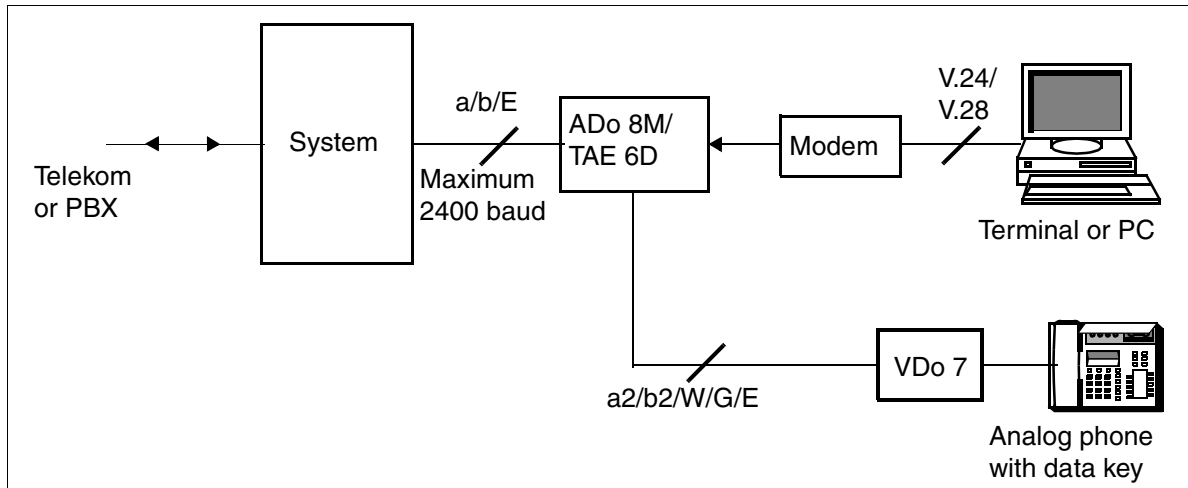 Telekom
or PBX
System
a/b/E
Maximum
2400 baud
ADo 8M/
TAE 6D
Modem
V.24/
V.28
Terminal or PC
a2/b2/W/G/E
VDo 7
Analog phone
with data key